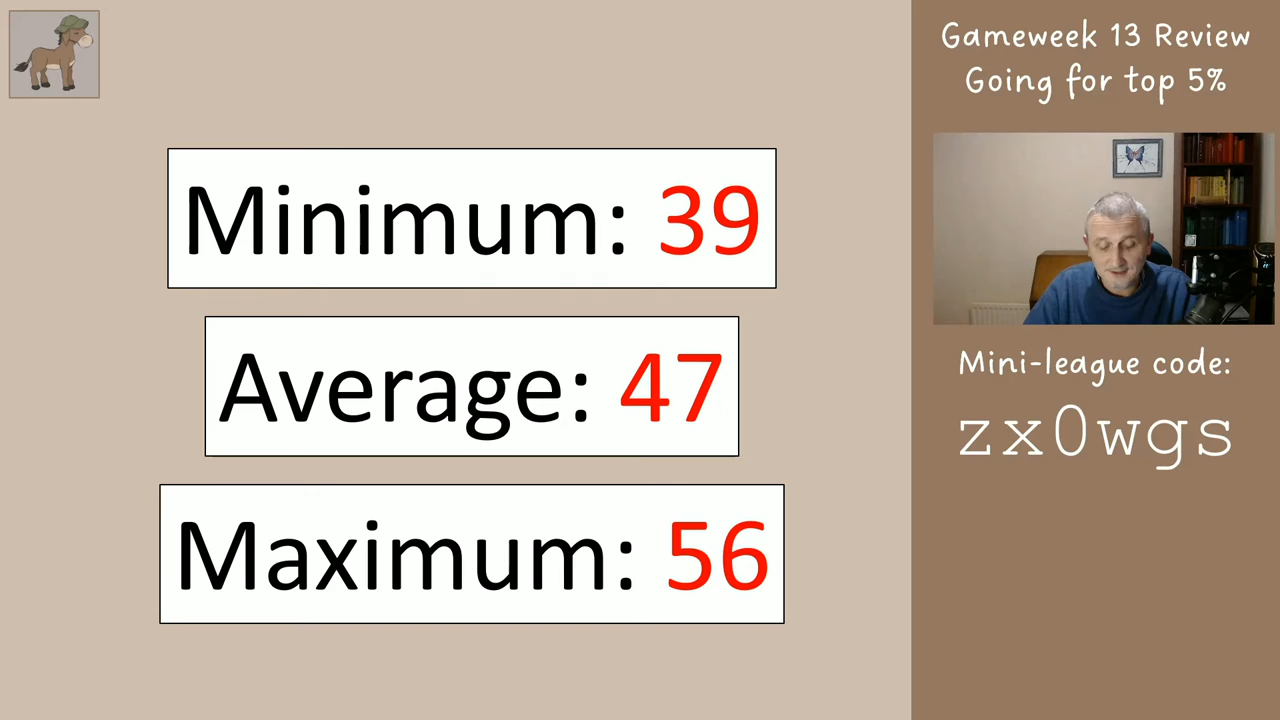 Minimum: 39
Average: 47
Maximum: 56
Gameweek 13 Review
Going for top 5%
Mini-league code:
zx0wgs